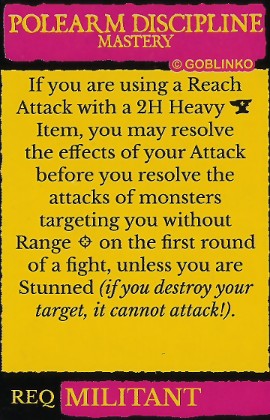 POLEARM DISCIPLINE
MASTERY
© GOBLINKO
If you are using a Reach
Attack with a 2H Heavy
Item, you may resolve
the effects of your Attack
before you resolve the
attacks of monsters
targeting you without
Range on the first round
of a fight, unless you are
Stunned (if you destroy your
target, it cannot attack!).
REQ MILITANT